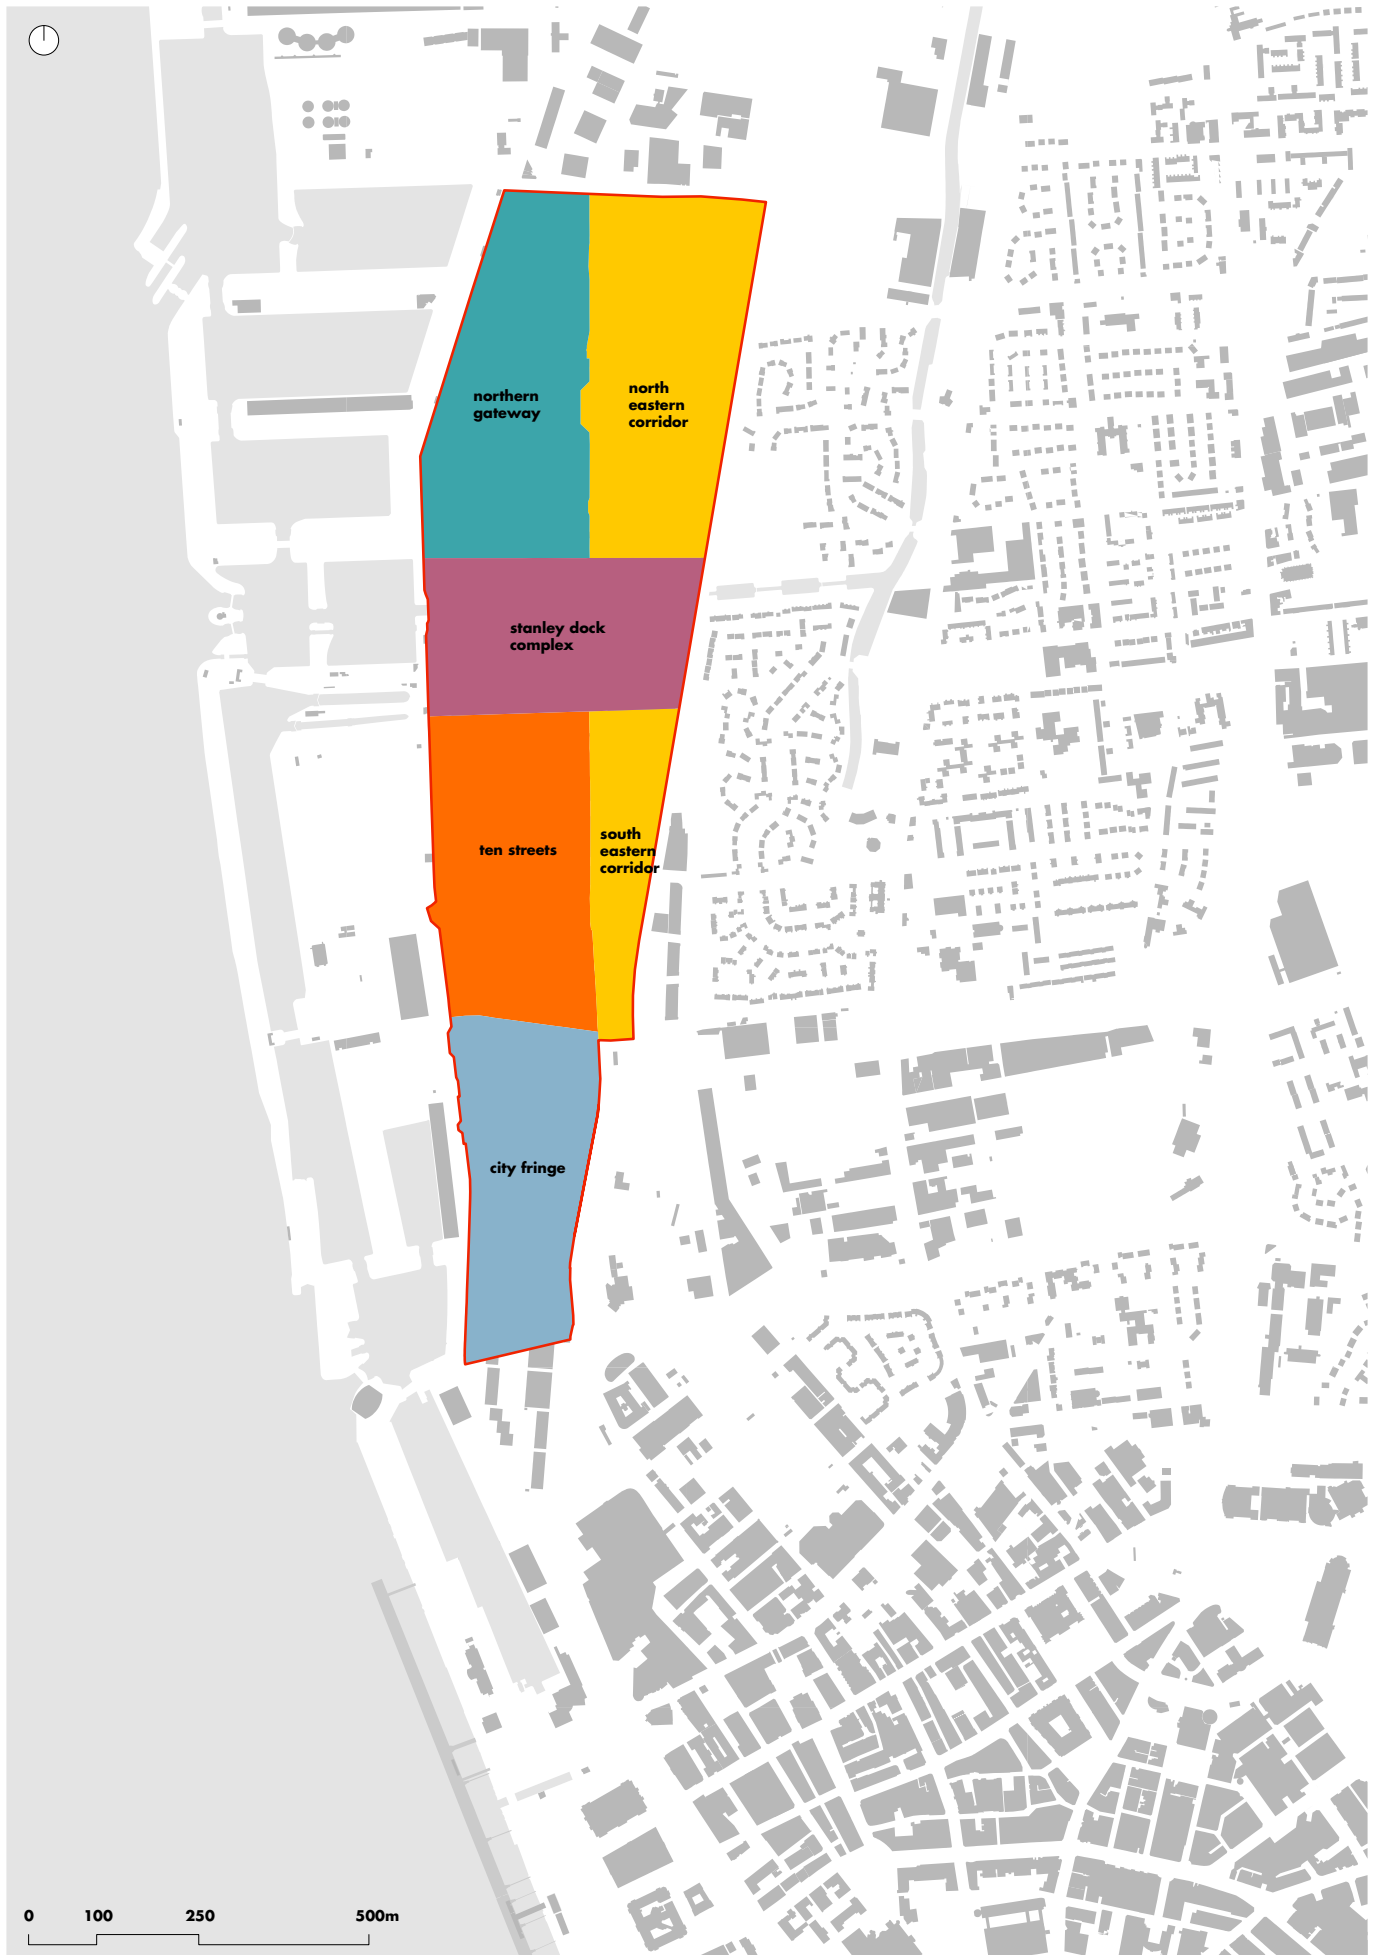 northern
gateway
north
eastern
corridor
stanley dock
complex
ten streets
south
eastern
corridor
city fringe
0 100 250 500m